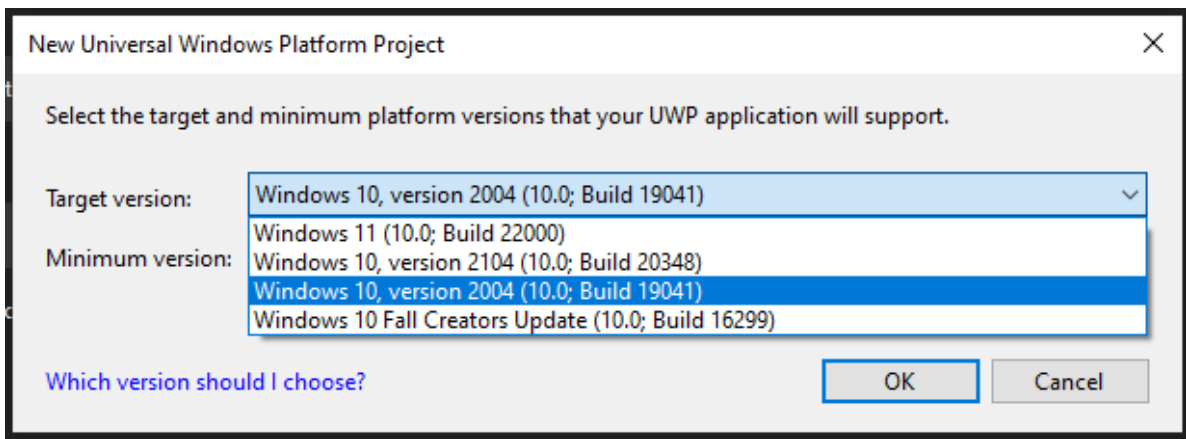 New Universal Windows Platform Project
Select the target and minimum platform versions that your UWP application will support.
Target version:
Windows 10, version 2004 (10.0; Build 19041)
Windows 11 (10.0; Build 22000)
Minimum version:
Windows 10, version 2104 (10.0; Build 20348)
Windows 10, version 2004 (10.0; Build 19041)
Windows 10 Fall Creators Update (10.0; Build 16299)
Which version should I choose?
OK
Cancel